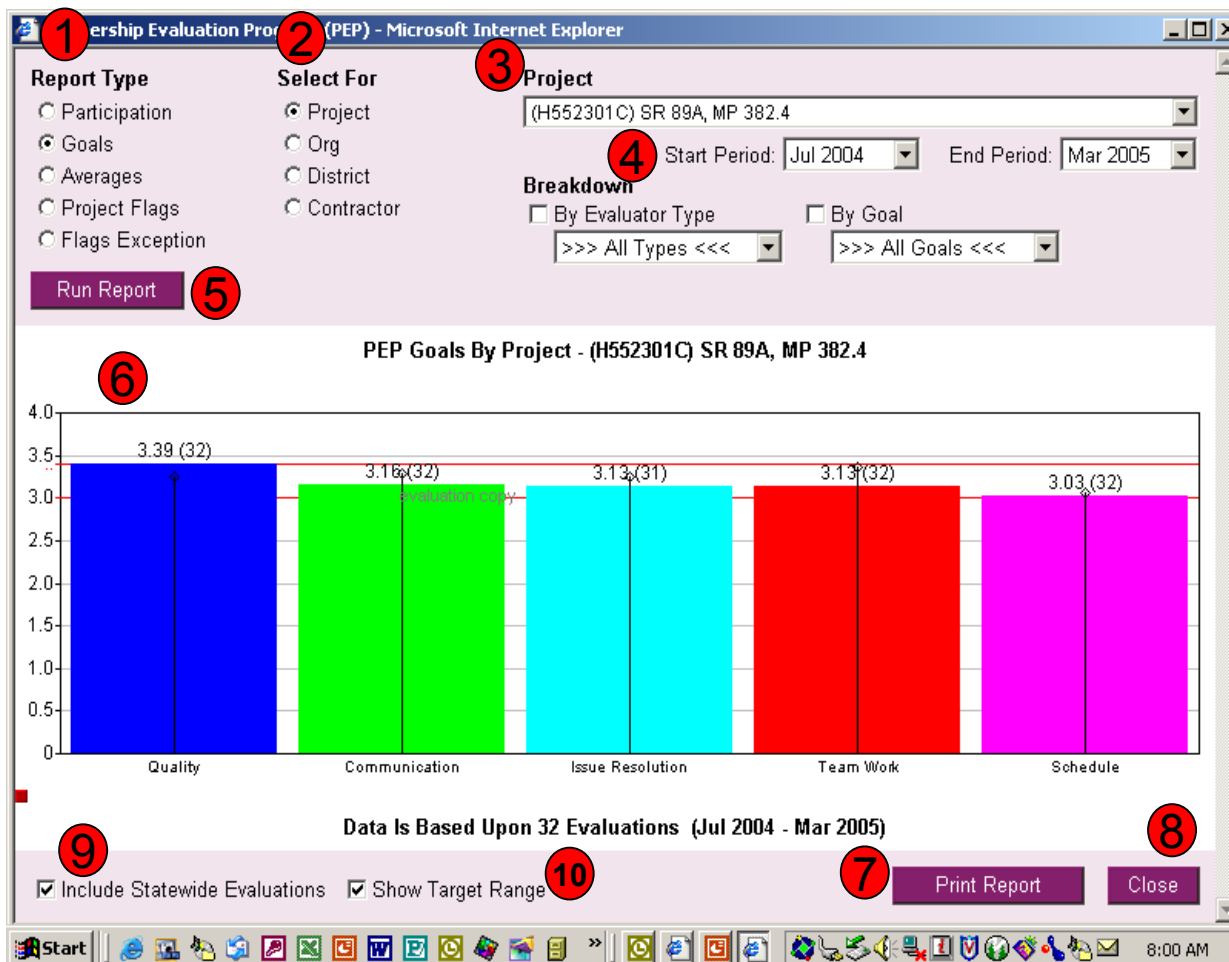 ership Evaluation Pro (PEP) - Microsoft Internet Explorer
1
2
3
Report Type
Select For
Project
Participation
Goals
Averages
Project Flags
Flags Exception
Project
Org
District
Contractor
(H552301C) SR 89A, MP 382.4
4
Start Period: Jul 2004 End Period: Mar 2005
Breakdown
By Evaluator Type By Goal
>>> All Types <<< >>> All Goals <<<
Run Report
5
PEP Goals By Project - (H552301C) SR 89A, MP 382.4
6
4.0
3.5
3.0
2.5
2.0
1.5
1.0
0.5
0
3.39 (32)
3.16 (32)
3.13 (31)
3.13 (32)
3.03 (32)
evaluation copy
Quality Communication Issue Resolution Team Work Schedule
Data Is Based Upon 32 Evaluations (Jul 2004 - Mar 2005)
9
10
7
8
Include Statewide Evaluations Show Target Range
Print Report Close
Start
»
8:00 AM